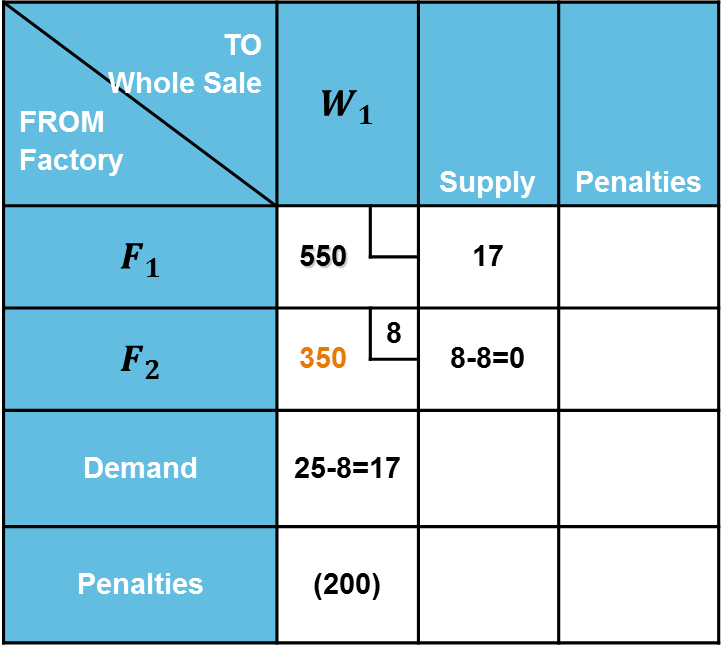 TO
Whole Sale
FROM
Factory
W₁
Supply
Penalties
F₁
550
17
F₂
350
8
8-8=0
Demand
25-8=17
Penalties
(200)